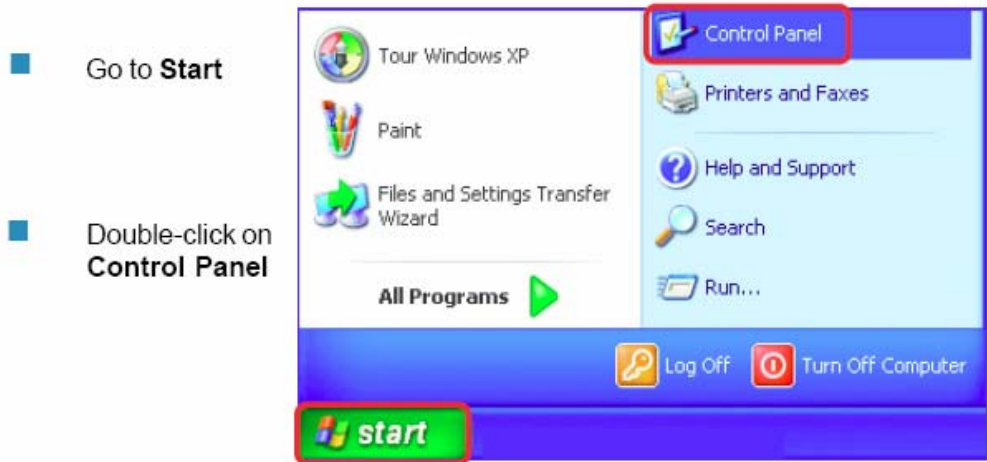 Go to Start
Double-click on
Control Panel
Tour Windows XP
Paint
Files and Settings Transfer
Wizard
All Programs
Control Panel
Printers and Faxes
Help and Support
Search
Run...
Log Off
Turn Off Computer
start